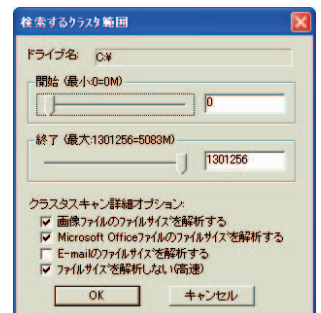 検索するクラスタ範囲
ドライブ名: C:¥
開始 (最小:0=0M)
0
終了 (最大:1301256=5083M)
1301256
クラスタスキャン詳細オプション:
画像ファイルのファイルサイズを解析する
Microsoft Officeファイルのファイルサイズを解析する
E-mailのファイルサイズを解析する
ファイルサイズを解析しない(高速)
OK キャンセル